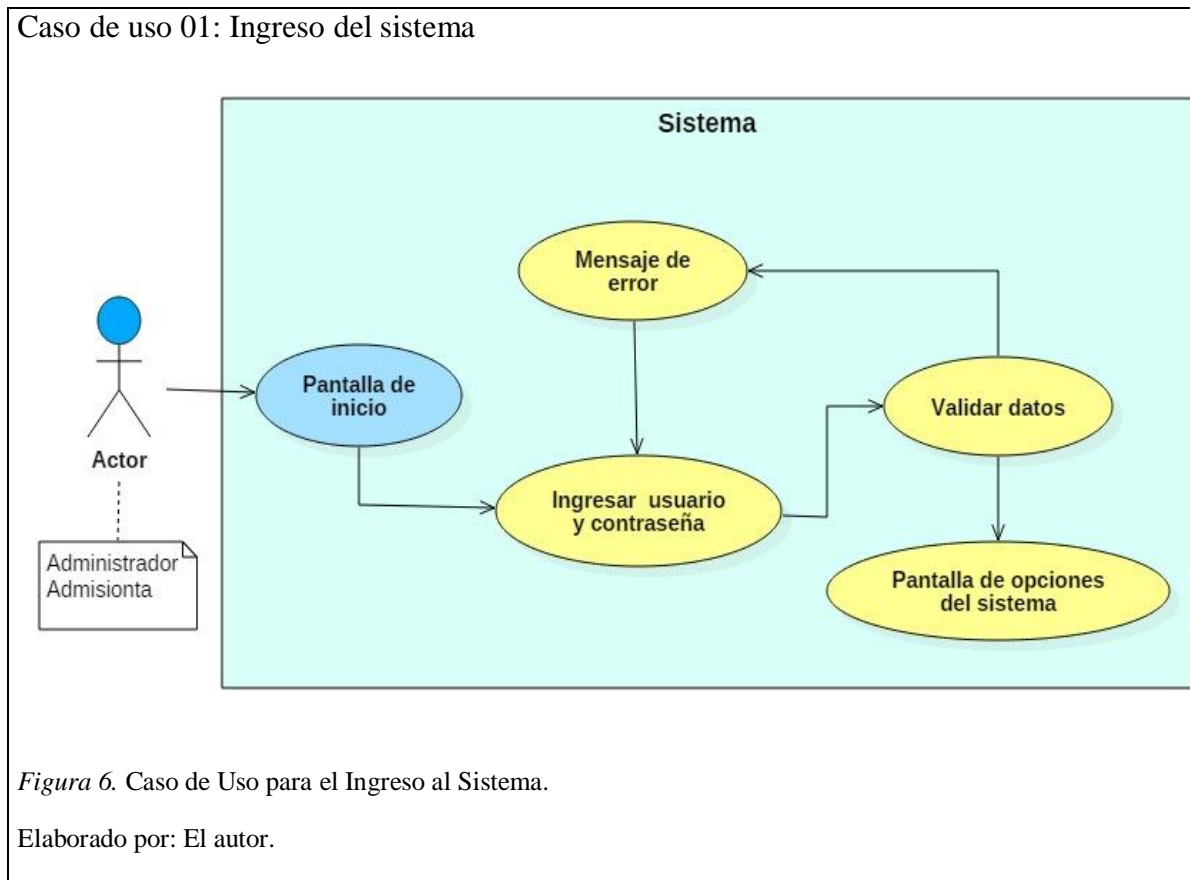 Caso de uso 01: Ingreso del sistema
Sistema
Mensaje de
error
Pantalla de
inicio
Validar datos
Actor
Ingresar usuario
y contraseña
Administrador
Admisionta
Pantalla de opciones
del sistema
Figura 6. Caso de Uso para el Ingreso al Sistema.
Elaborado por: El autor.